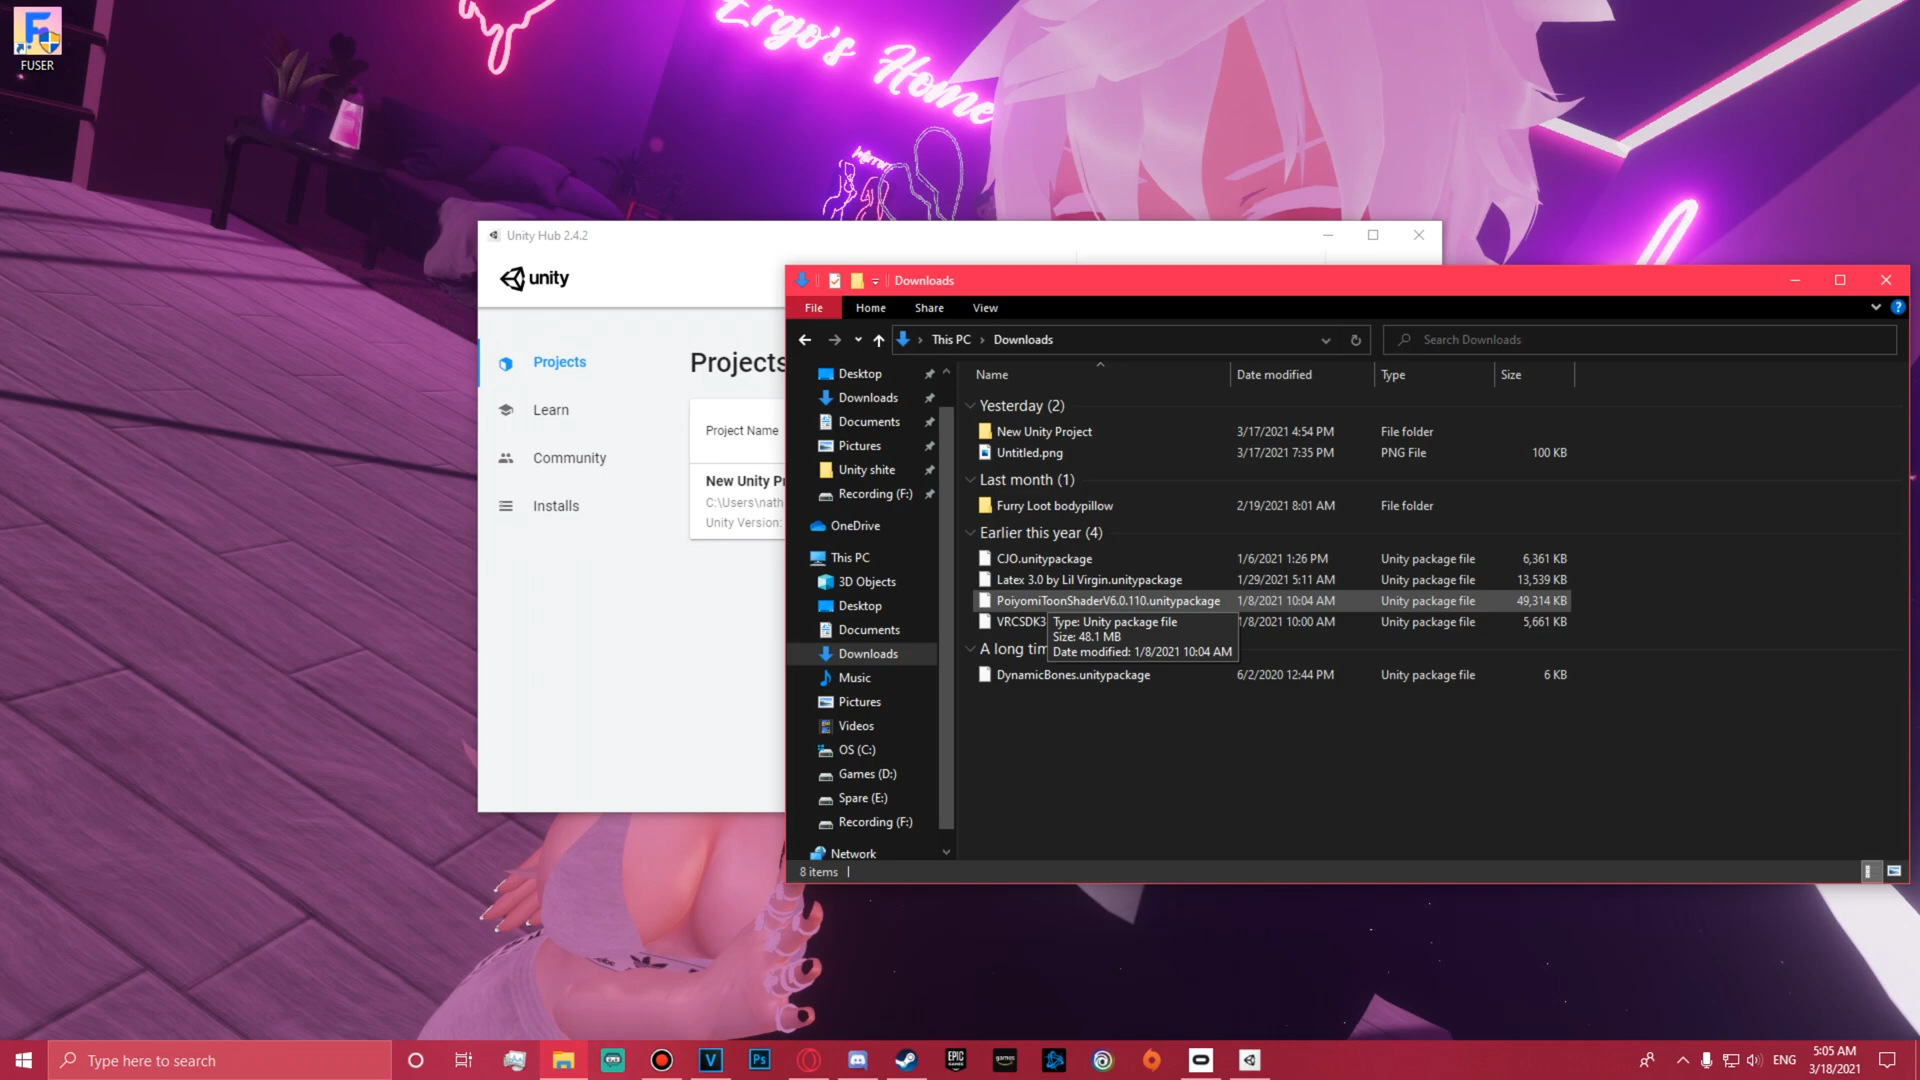 FUSER
Ergo's Home
Mirror
Unity Hub 2.4.2
unity
Projects
Learn
Community
Installs
Projects
Project Name
New Unity Pr
C:\Users\nath
Unity Version:
Downloads
File
Home
Share
View
This PC
Downloads
Search Downloads
Desktop
Downloads
Documents
Pictures
Unity shite
Recording (F:)
OneDrive
This PC
3D Objects
Desktop
Documents
Downloads
Music
Pictures
Videos
OS (C:)
Games (D:)
Spare (E:)
Recording (F:)
Network
Name Date modified Type Size
Yesterday (2)
New Unity Project 3/17/2021 4:54 PM File folder
Untitled.png 3/17/2021 7:35 PM PNG File 100 KB
Last month (1)
Furry Loot bodypillow 2/19/2021 8:01 AM File folder
Earlier this year (4)
CJO.unitypackage 1/6/2021 1:26 PM Unity package file 6,361 KB
Latex 3.0 by Lil Virgin.unitypackage 1/29/2021 5:11 AM Unity package file 13,539 KB
PoiyomiToonShaderV6.0.110.unitypackage 1/8/2021 10:04 AM Unity package file 49,314 KB
VRCSDK3 1/8/2021 10:00 AM Unity package file 5,661 KB
Type: Unity package file
Size: 48.1 MB
Date modified: 1/8/2021 10:04 AM
A long tim
DynamicBones.unitypackage 6/2/2020 12:44 PM Unity package file 6 KB
8 items
Type here to search
Ps
EPIC GAMES
games
ENG
5:05 AM
3/18/2021